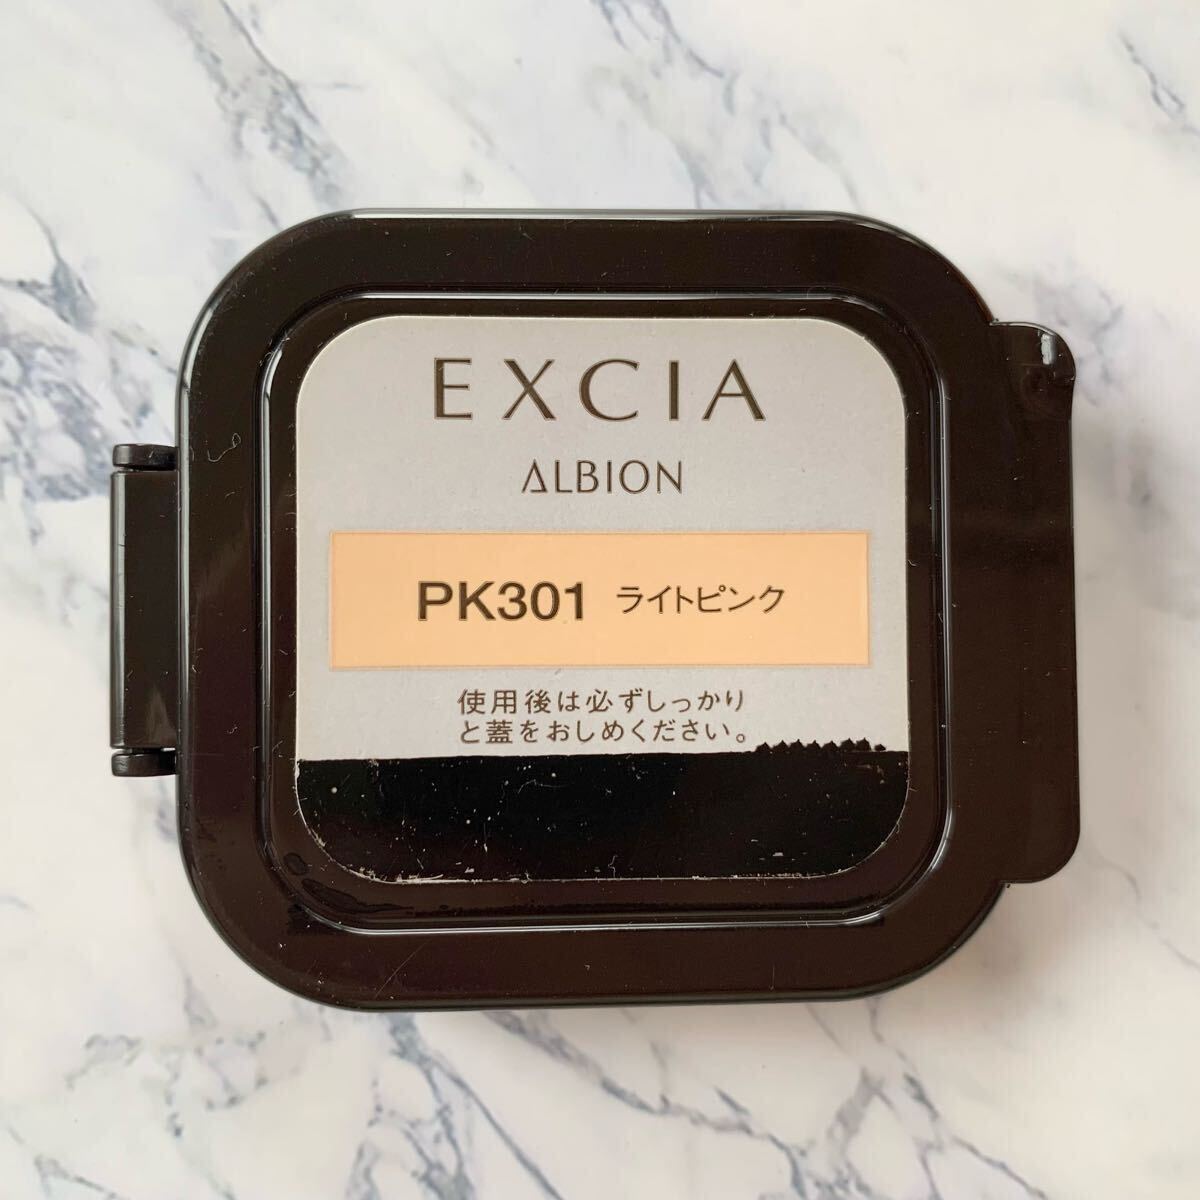 EXCIA
ALBION
PK301 ライトピンク
使用後は必ずしっかり
と蓋をおしめください。